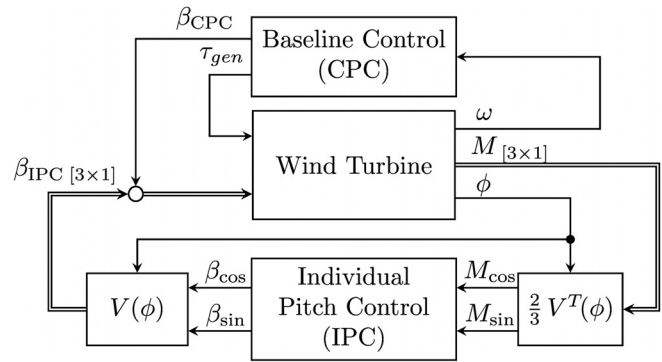 β_CPC
τ_gen
Baseline Control
(CPC)
ω
Wind Turbine
M [3×1]
β_IPC [3×1]
ϕ
V(ϕ)
β_cos
β_sin
Individual
Pitch Control
(IPC)
M_cos
M_sin
2/3 V^T(ϕ)